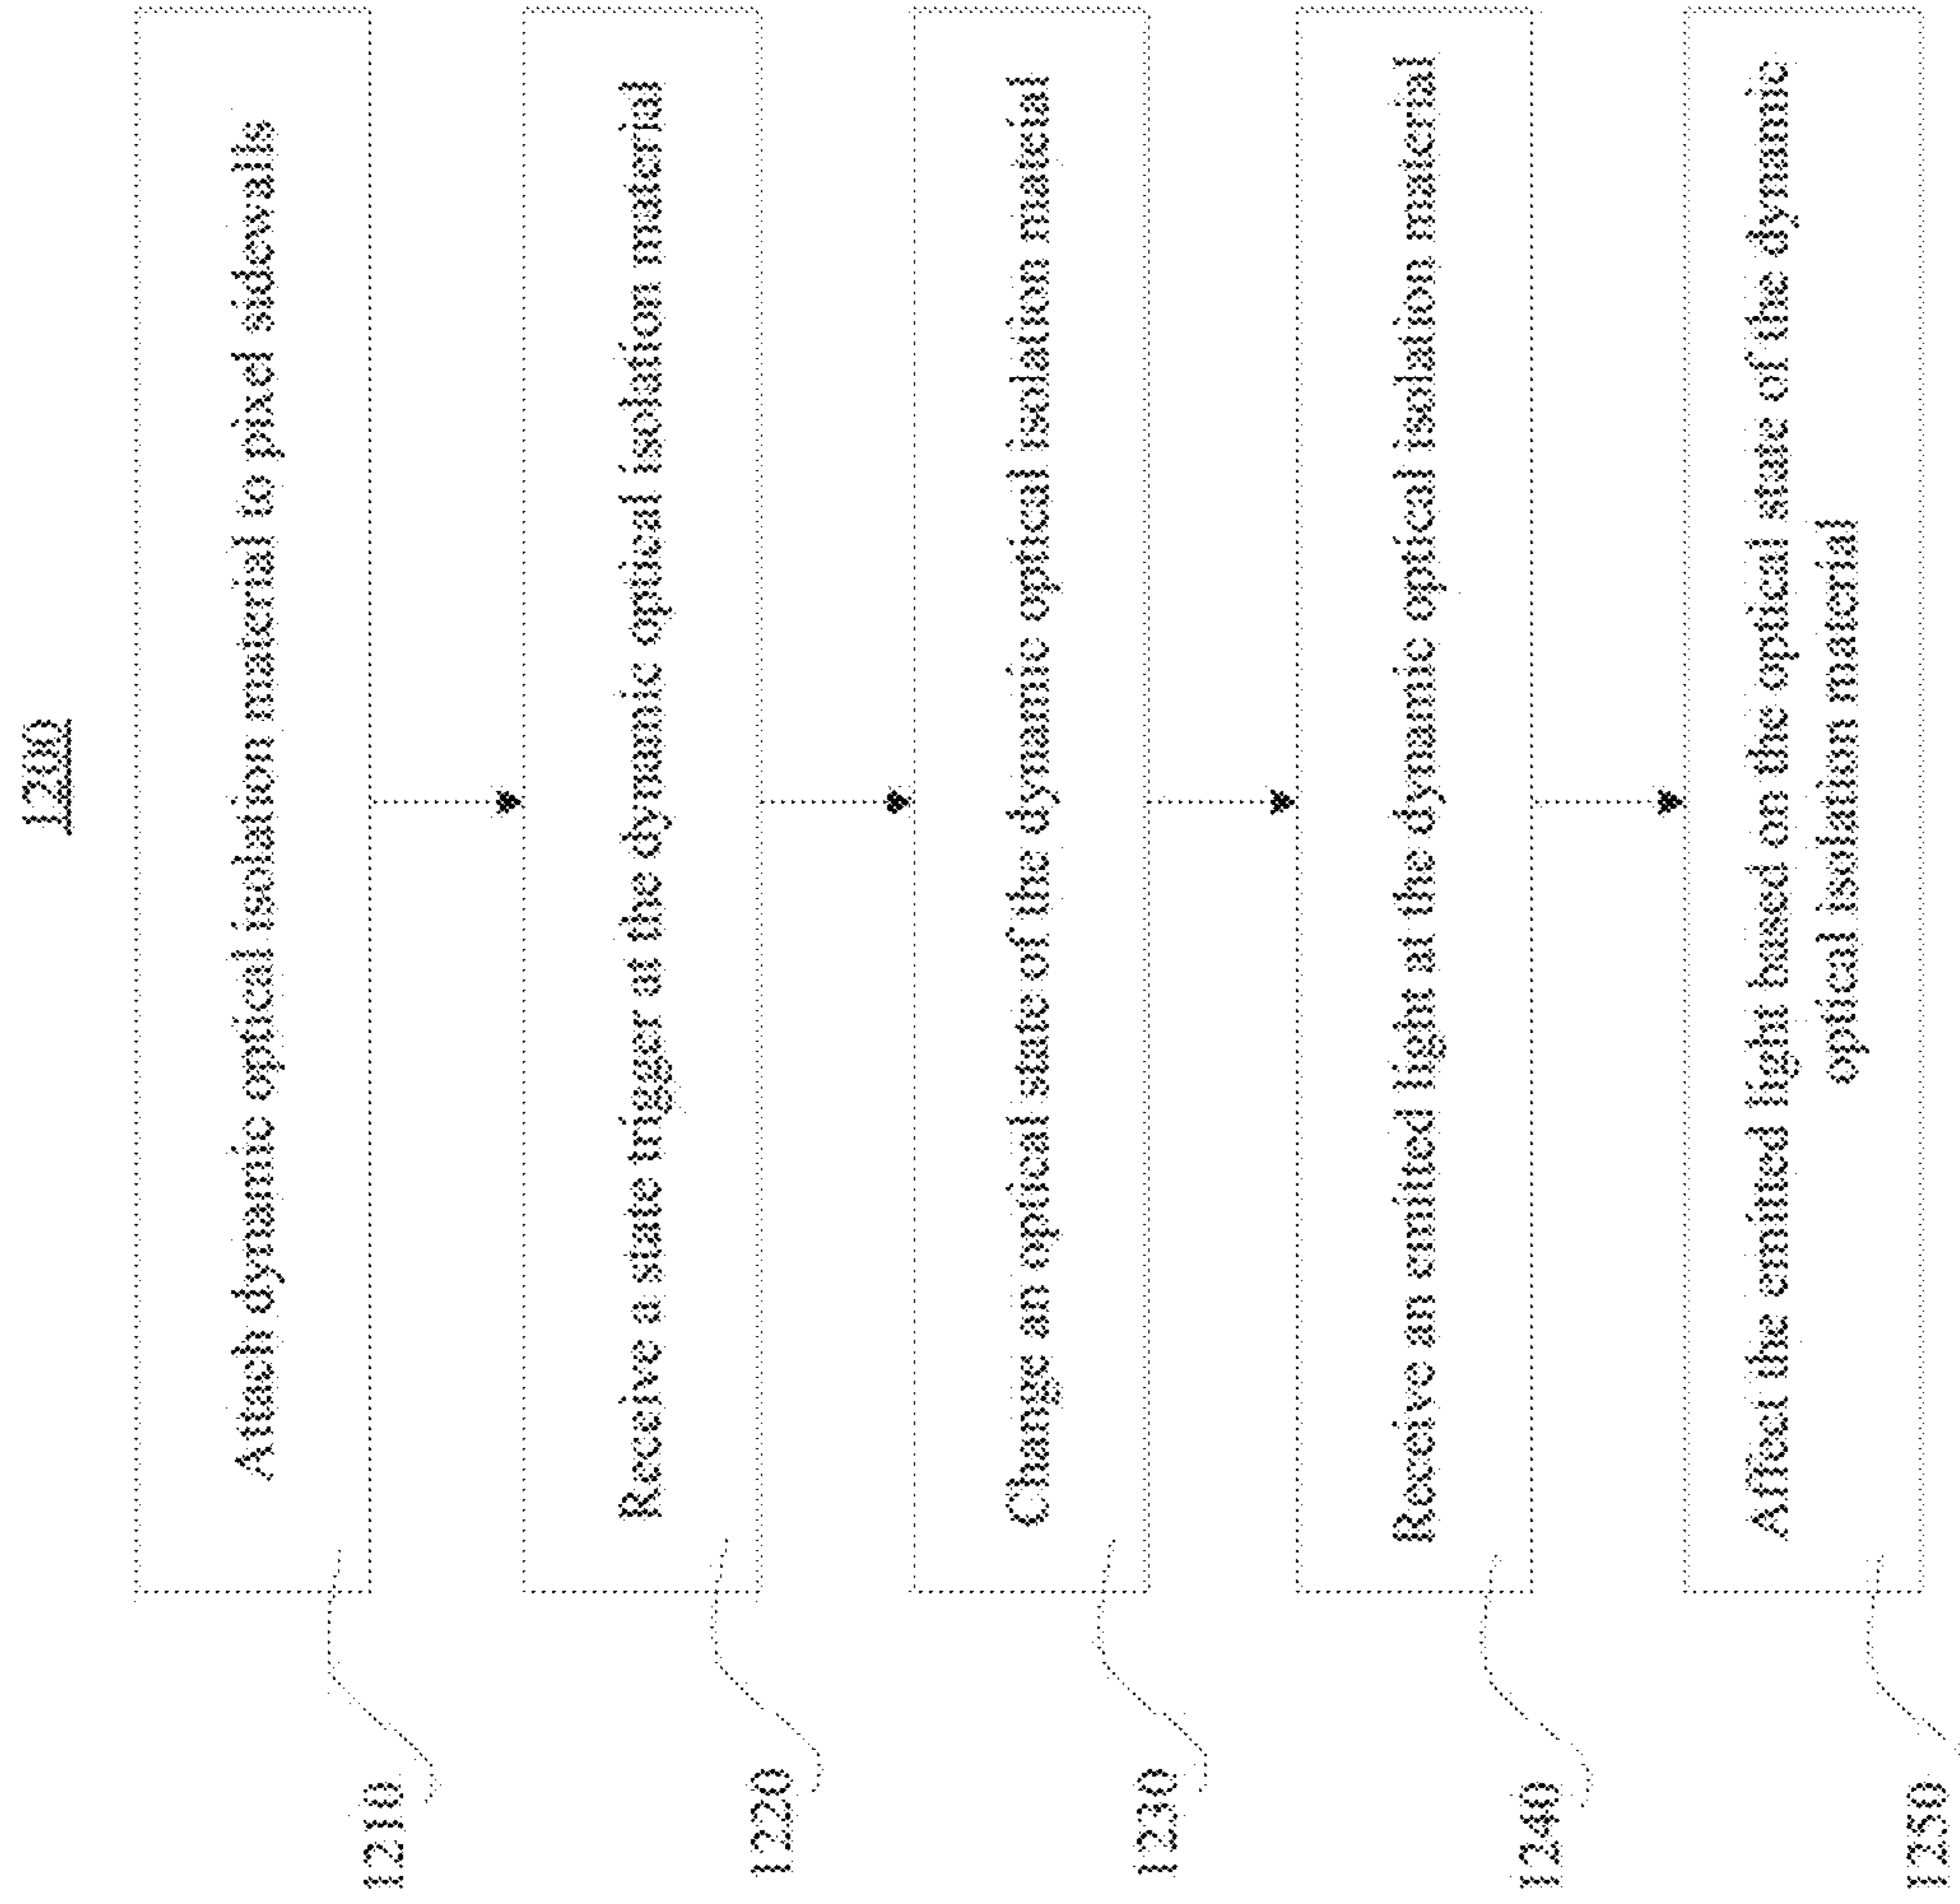 1200
Attach dynamic optical isolation material to pixel sidewalls
1210
Receive a state trigger at the dynamic optical isolation material
1220
Change an optical state of the dynamic optical isolation material
1230
Receive an emitted light at the dynamic optical isolation material
1240
Affect the emitted light based on the optical state of the dynamic
optical isolation material
1250